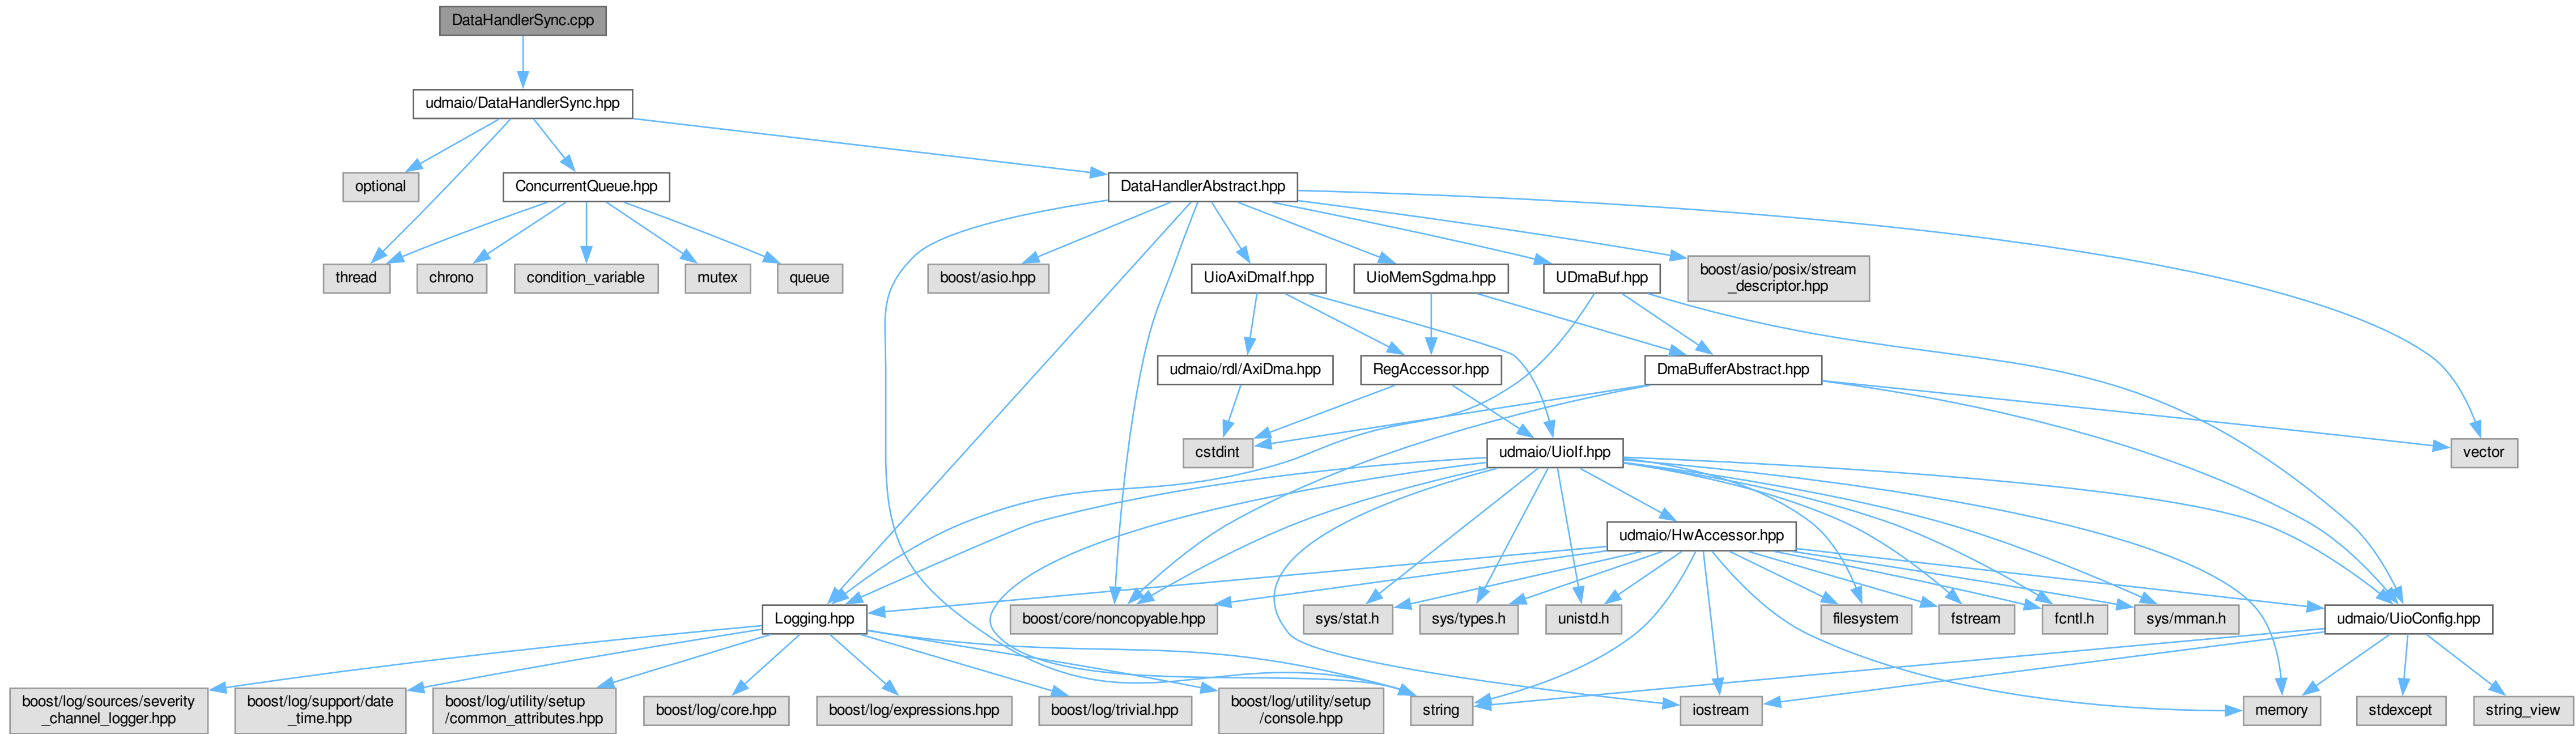 DataHandlerSync.cpp
udmaio/DataHandlerSync.hpp
optional
ConcurrentQueue.hpp
DataHandlerAbstract.hpp
thread
chrono
condition_variable
mutex
queue
boost/asio.hpp
UioAxiDmaIf.hpp
UioMemSgdma.hpp
UDmaBuf.hpp
boost/asio/posix/stream
_descriptor.hpp
udmaio/rdl/AxiDma.hpp
RegAccessor.hpp
DmaBufferAbstract.hpp
cstdint
udmaio/UioIf.hpp
vector
udmaio/HwAccessor.hpp
Logging.hpp
boost/core/noncopyable.hpp
sys/stat.h
sys/types.h
unistd.h
filesystem
fstream
fcntl.h
sys/mman.h
udmaio/UioConfig.hpp
boost/log/sources/severity
_channel_logger.hpp
boost/log/support/date
_time.hpp
boost/log/utility/setup
/common_attributes.hpp
boost/log/core.hpp
boost/log/expressions.hpp
boost/log/trivial.hpp
boost/log/utility/setup
/console.hpp
string
iostream
memory
stdexcept
string_view